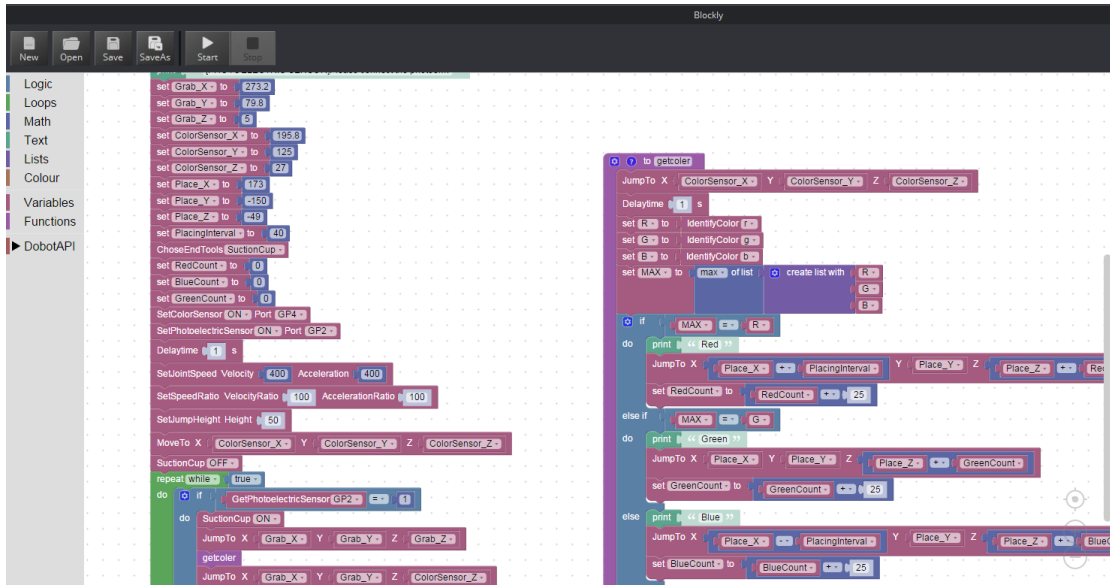 Blockly
New Open Save SaveAs Start Stop
Logic
Loops
Math
Text
Lists
Colour
Variables
Functions
DobotAPI
set Grab_X to 273.2
set Grab_Y to 79.8
set Grab_Z to 5
set ColorSensor_X to 195.8
set ColorSensor_Y to 125
set ColorSensor_Z to 27
set Place_X to 173
set Place_Y to -150
set Place_Z to -49
set PlacingInterval to 40
ChoseEndTools SuctionCup
set RedCount to 0
set BlueCount to 0
set GreenCount to 0
SetColorSensor ON Port GP4
SetPhotoelectricSensor ON Port GP2
Delaytime 1 s
SetJointSpeed Velocity 400 Acceleration 400
SetSpeedRatio VelocityRatio 100 AccelerationRatio 100
SetJumpHeight Height 50
MoveTo X ColorSensor_X Y ColorSensor_Y Z ColorSensor_Z
SuctionCup OFF
repeat while true
do if GetPhotoelectricSensor GP2 = 1
do SuctionCup ON
JumpTo X Grab_X Y Grab_Y Z Grab_Z
getcoler
JumpTo X Grab_X Y Grab_Y Z ColorSensor_Z
? to getcoler
JumpTo X ColorSensor_X Y ColorSensor_Y Z ColorSensor_Z
Delaytime 1 s
set R to IdentifyColor r
set G to IdentifyColor g
set B to IdentifyColor b
set MAX to max of list create list with R
G
B
if MAX = R
do print “ Red ”
JumpTo X Place_X + PlacingInterval Y Place_Y Z Place_Z + Rec
set RedCount to RedCount + 25
else if MAX = G
do print “ Green ”
JumpTo X Place_X Y Place_Y Z Place_Z + GreenCount
set GreenCount to GreenCount + 25
else print “ Blue ”
JumpTo X Place_X - PlacingInterval Y Place_Y Z Place_Z + BlueC
set BlueCount to BlueCount + 25